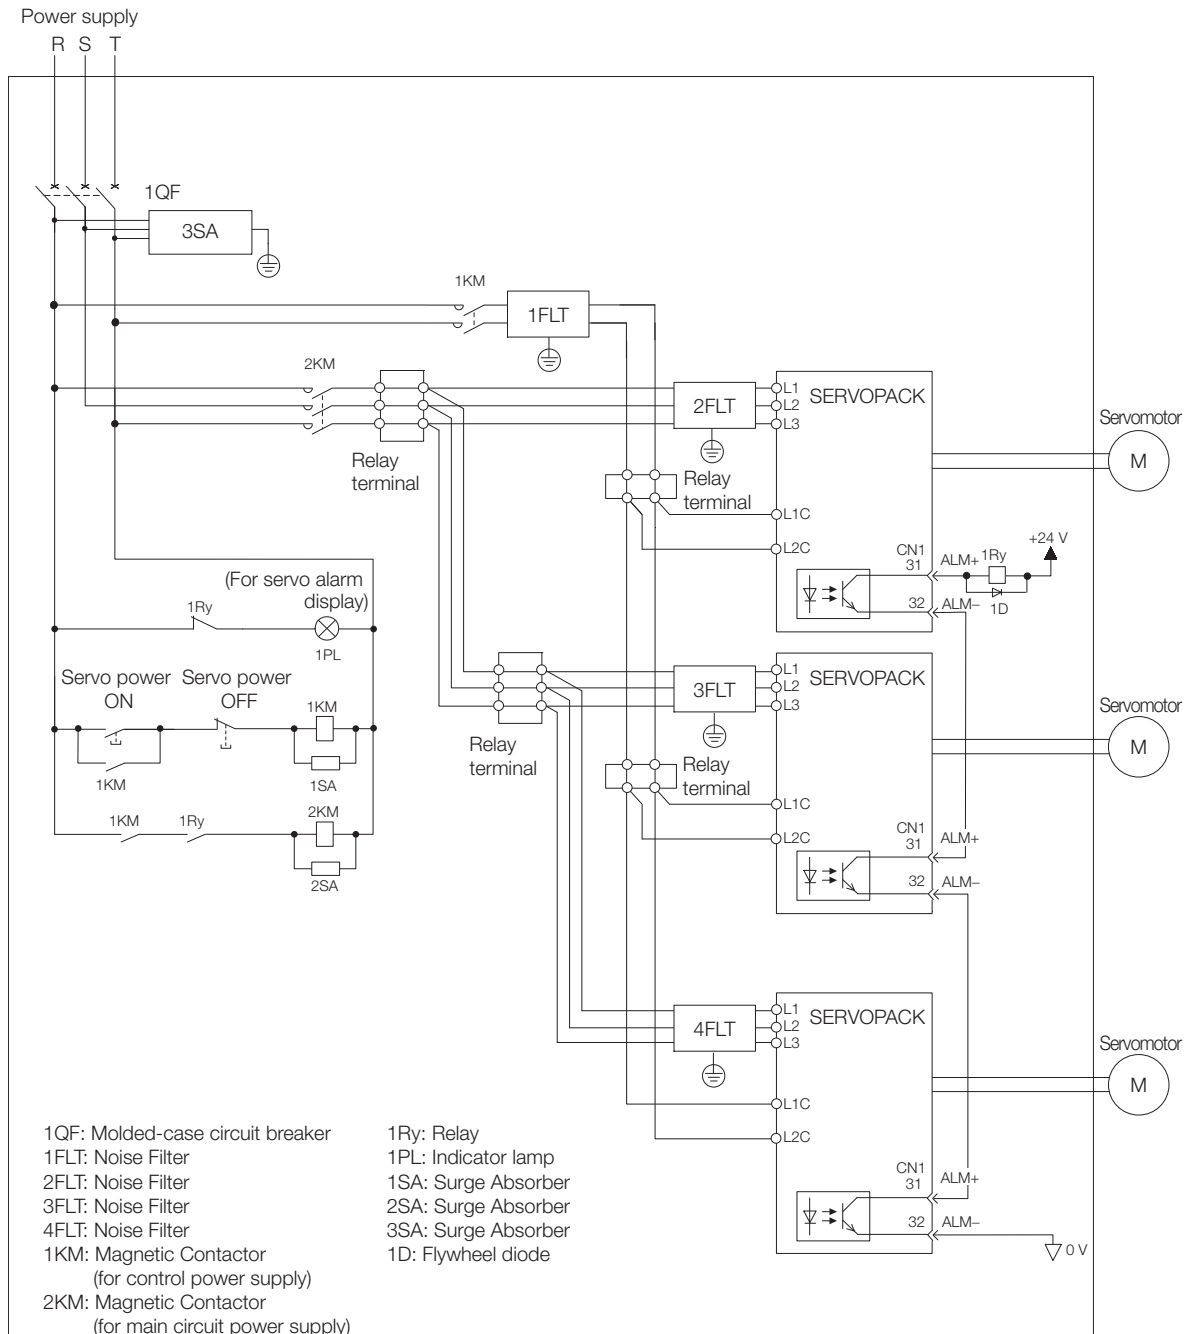 Power supply
R S T
1QF
3SA
1KM
1FLT
2KM
2FLT
L1
L2
L3
SERVOPACK
Servomotor
M
Relay
terminal
Relay
terminal
L1C
L2C
CN1
31
ALM+
1Ry
+24 V
32
ALM−
1D
(For servo alarm
display)
1Ry
1PL
Servo power
ON
Servo power
OFF
1KM
1KM
1SA
1KM
1Ry
2KM
2SA
Relay
terminal
3FLT
L1
L2
L3
SERVOPACK
Servomotor
M
Relay
terminal
L1C
L2C
CN1
31
ALM+
32
ALM−
4FLT
L1
L2
L3
SERVOPACK
Servomotor
M
L1C
L2C
CN1
31
ALM+
32
ALM−
0 V
1QF: Molded-case circuit breaker
1FLT: Noise Filter
2FLT: Noise Filter
3FLT: Noise Filter
4FLT: Noise Filter
1KM: Magnetic Contactor
(for control power supply)
2KM: Magnetic Contactor
(for main circuit power supply)
1Ry: Relay
1PL: Indicator lamp
1SA: Surge Absorber
2SA: Surge Absorber
3SA: Surge Absorber
1D: Flywheel diode